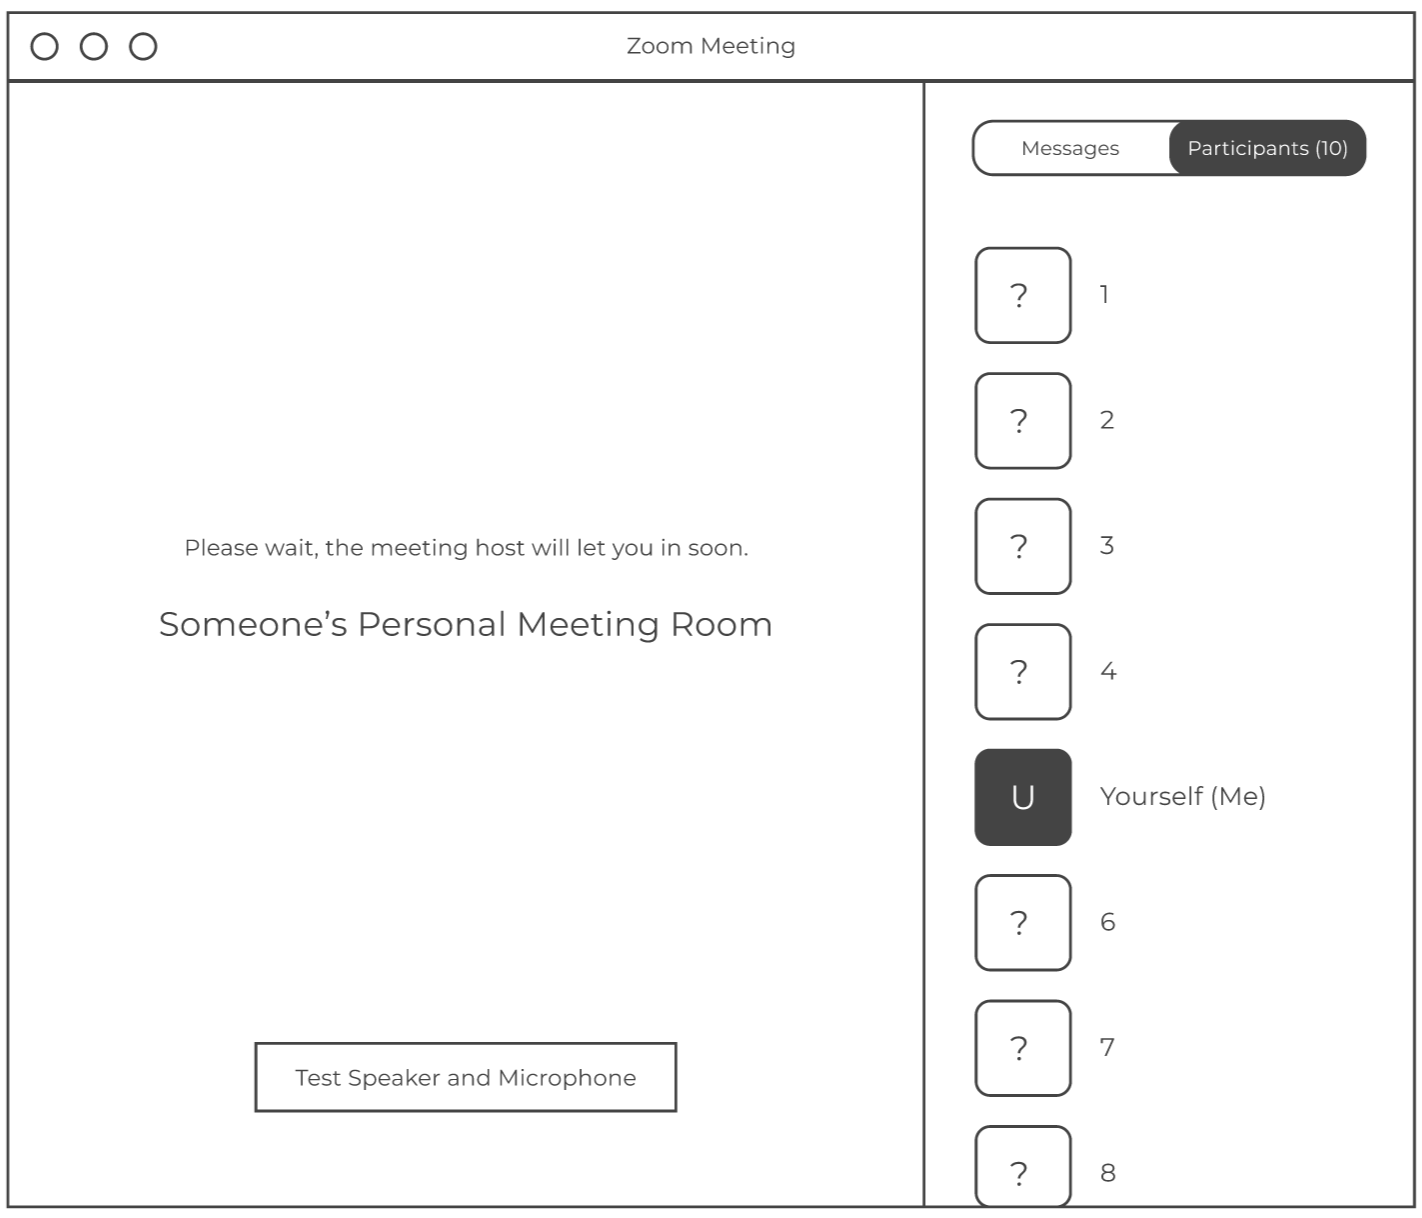 Zoom Meeting
Please wait, the meeting host will let you in soon.
Someone’s Personal Meeting Room
Test Speaker and Microphone
Messages
Participants (10)
? 1
? 2
? 3
? 4
U Yourself (Me)
? 6
? 7
? 8